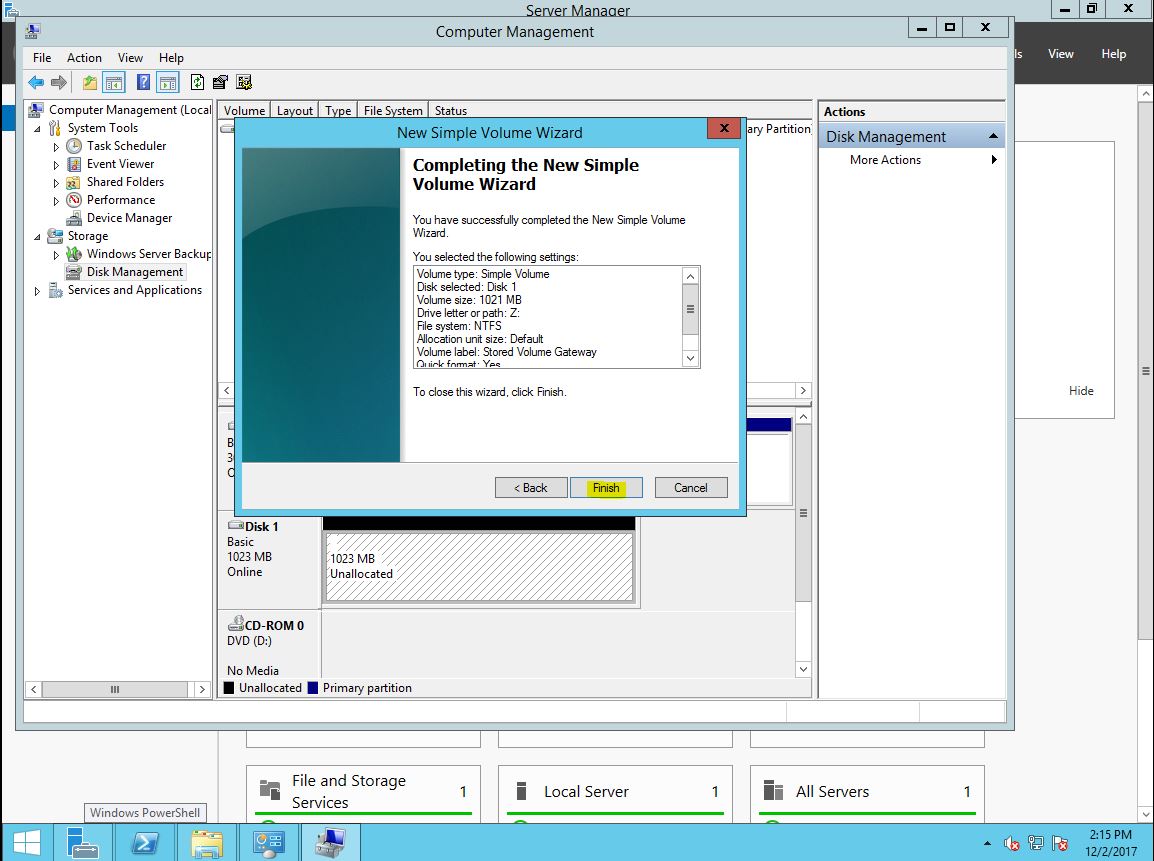 Server Manager
Computer Management
File Action View Help
ls View Help
Computer Management (Local
System Tools
Task Scheduler
Event Viewer
Shared Folders
Performance
Device Manager
Storage
Windows Server Backup
Disk Management
Services and Applications
Volume Layout Type File System Status
ary Partition
New Simple Volume Wizard
Completing the New Simple
Volume Wizard
You have successfully completed the New Simple Volume
Wizard.
You selected the following settings:
Volume type: Simple Volume
Disk selected: Disk 1
Volume size: 1021 MB
Drive letter or path: Z:
File system: NTFS
Allocation unit size: Default
Volume label: Stored Volume Gateway
Quick format: Yes
To close this wizard, click Finish.
< Back Finish Cancel
Actions
Disk Management
More Actions
Hide
B
3
O
Disk 1
Basic
1023 MB
Online
1023 MB
Unallocated
CD-ROM 0
DVD (D:)
No Media
Unallocated Primary partition
File and Storage
Services
1
Local Server 1
All Servers 1
Windows PowerShell
2:15 PM
12/2/2017